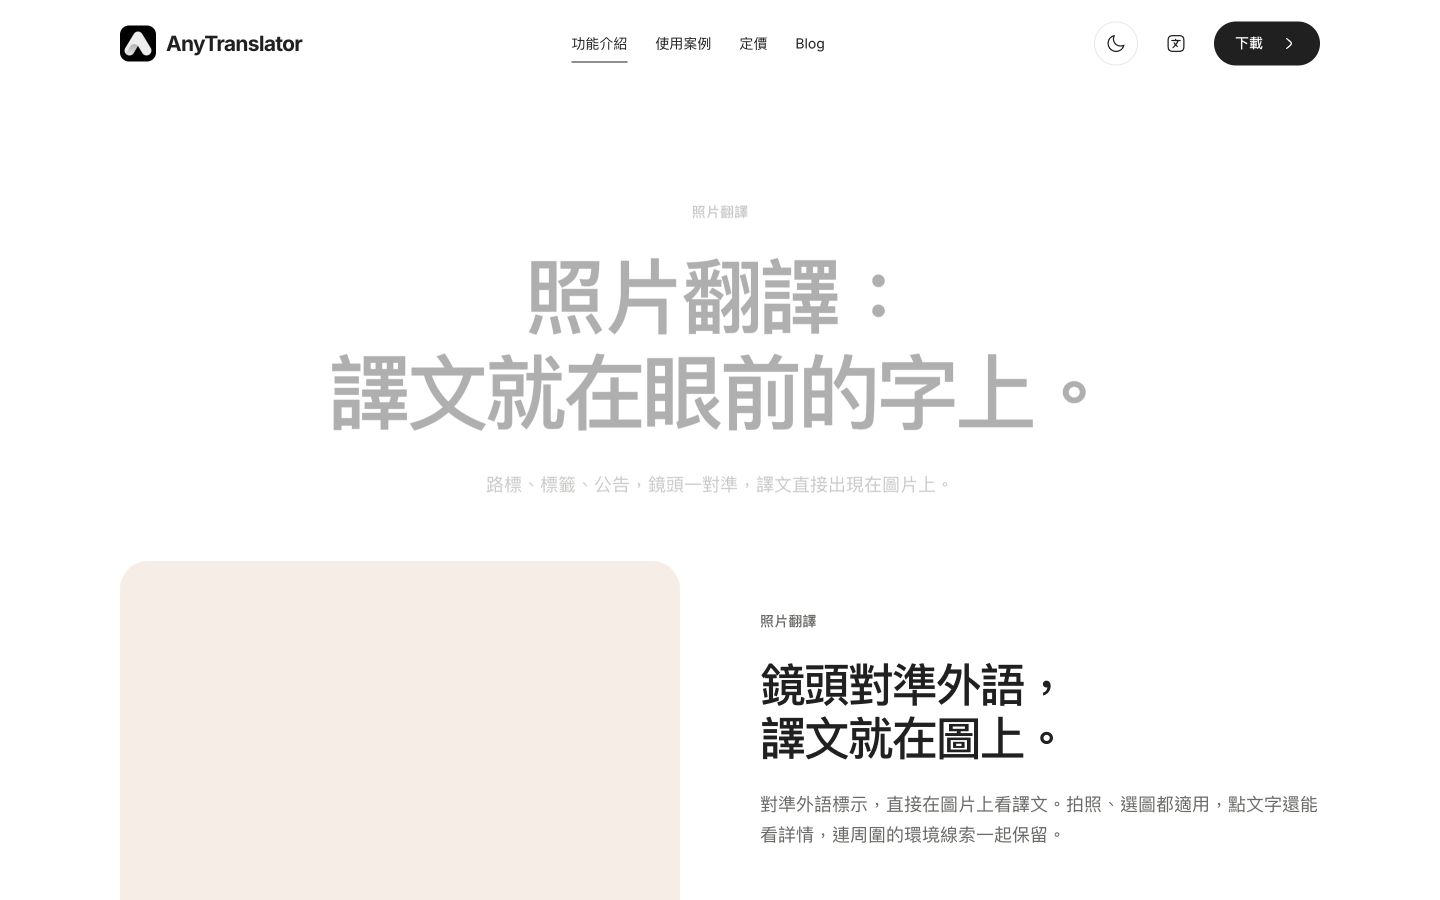 AnyTranslator
功能介紹
使用案例
定價
Blog
下載
照片翻譯
照片翻譯：
譯文就在眼前的字上。
路標、標籤、公告，鏡頭一對準，譯文直接出現在圖片上。
照片翻譯
鏡頭對準外語，
譯文就在圖上。
對準外語標示，直接在圖片上看譯文。拍照、選圖都適用，點文字還能
看詳情，連周圍的環境線索一起保留。